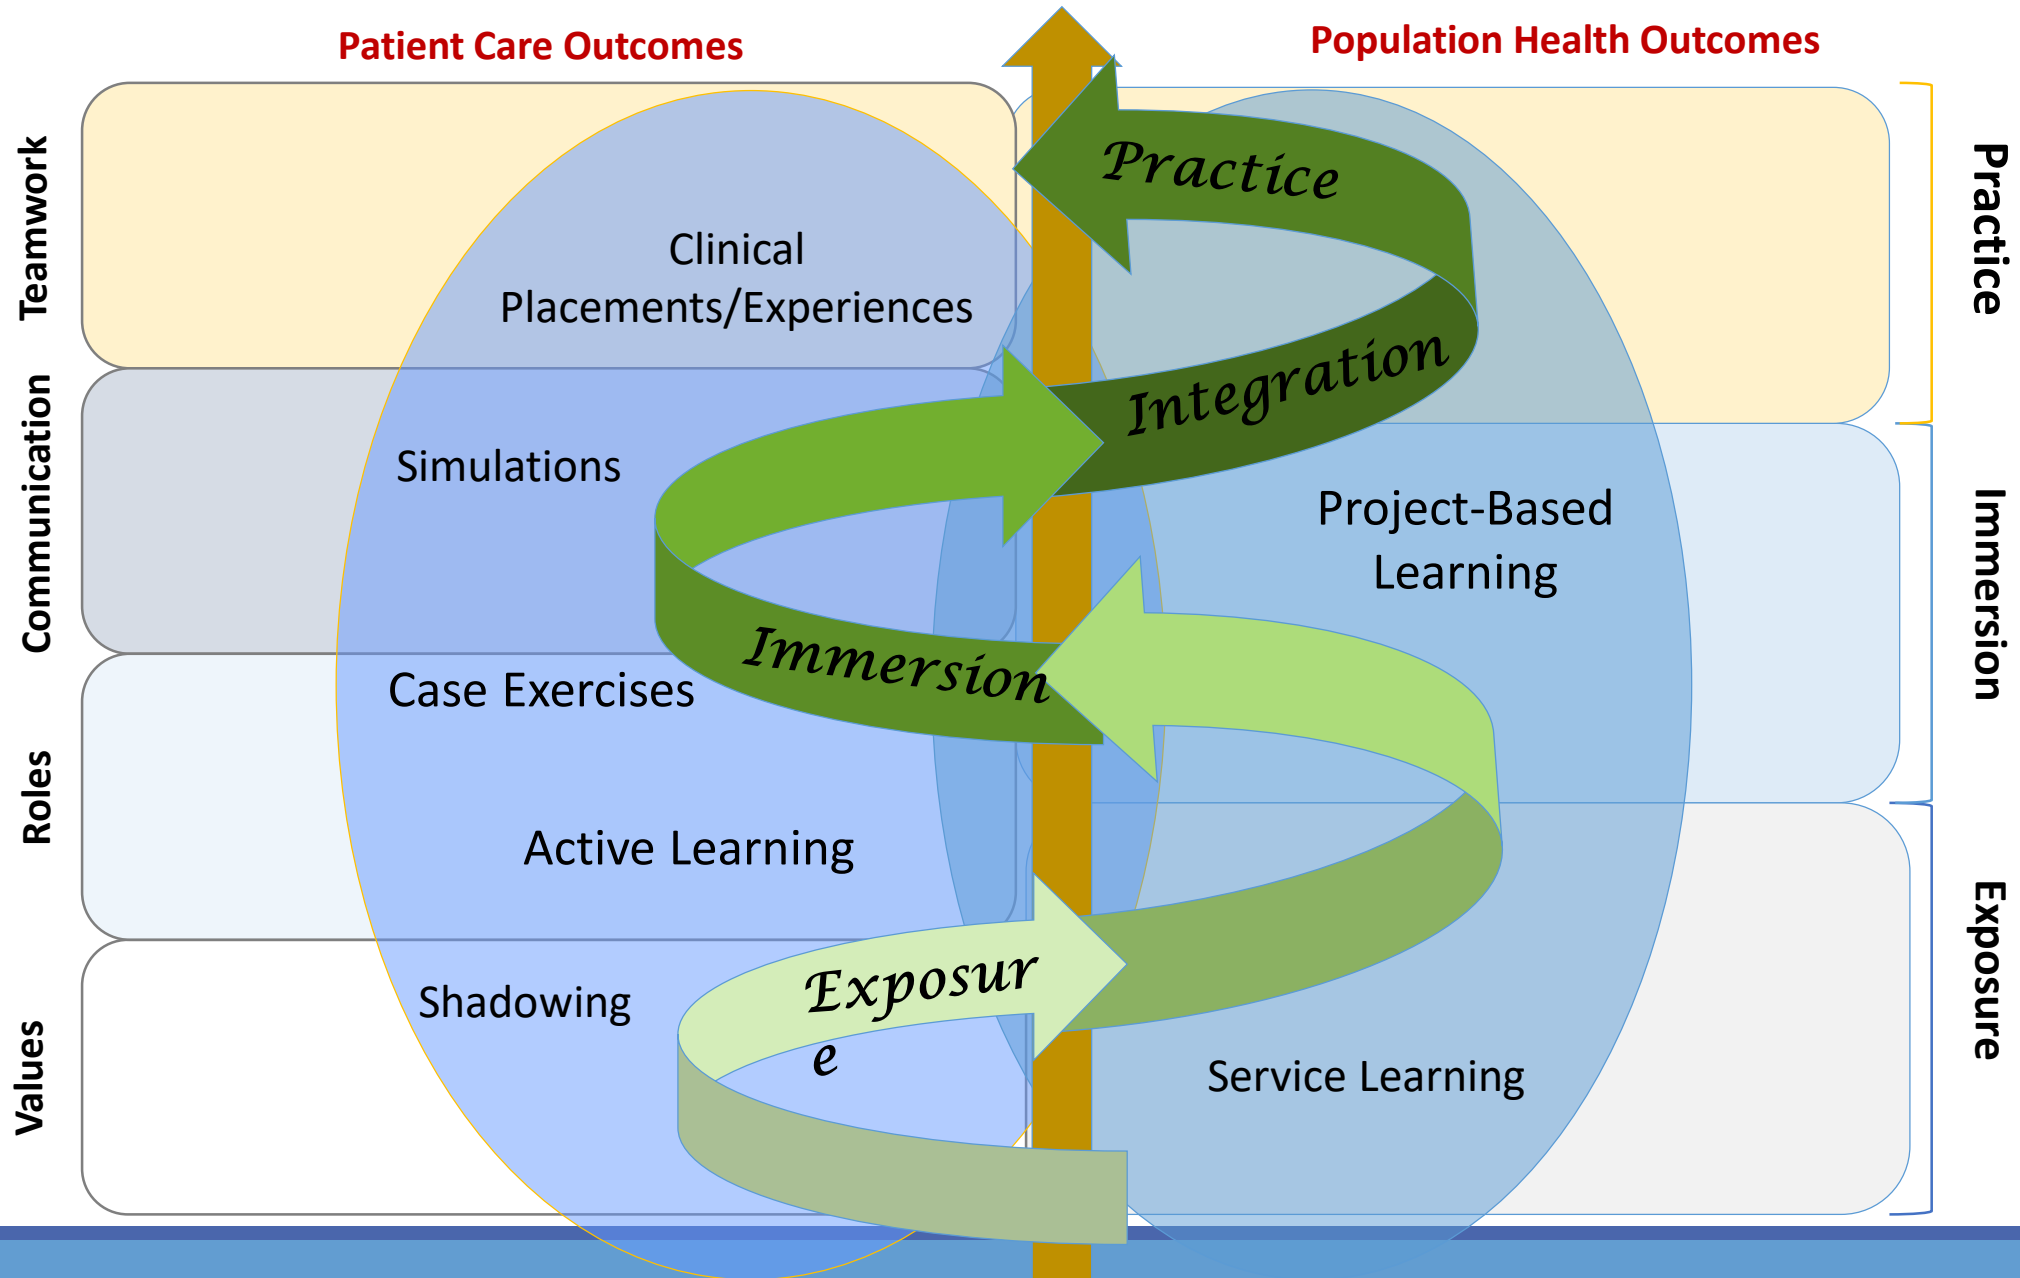 Patient Care Outcomes
Population Health Outcomes
Teamwork
Communication
Roles
Values
Clinical
Placements/Experiences
Simulations
Case Exercises
Active Learning
Shadowing
Practice
Integration
Immersion
Exposur
e
Project-Based
Learning
Service Learning
Practice
Immersion
Exposure